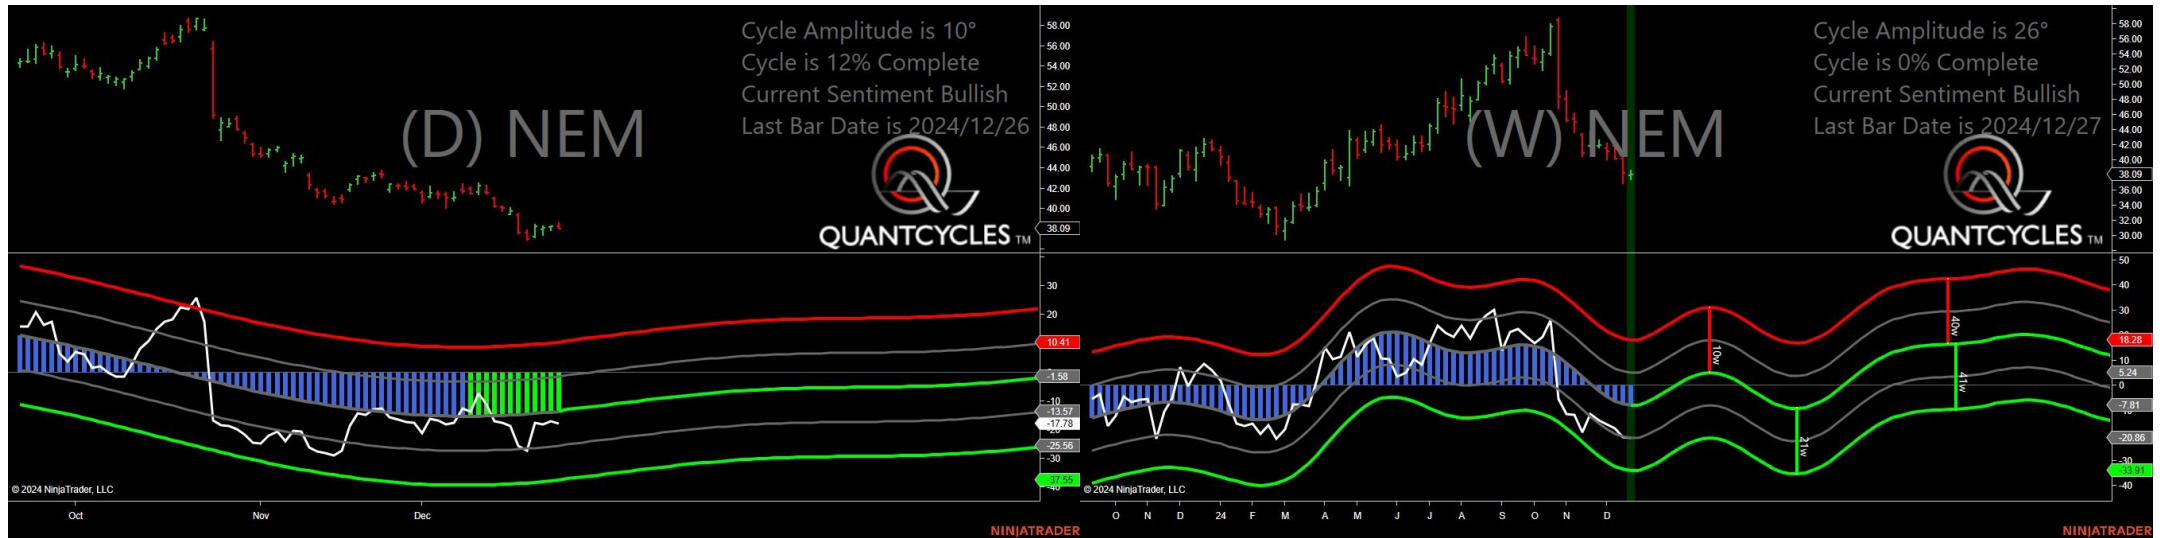 Cycle Amplitude is 10°
Cycle is 12% Complete
Current Sentiment Bullish
Last Bar Date is 2024/12/26
(D) NEM
QUANTCYCLES TM
58.00
56.00
54.00
52.00
50.00
48.00
46.00
44.00
42.00
40.00
38.09
30
20
10.41
-1.58
-10
-13.57
-17.78
-25.56
-30
-37.55
-40
© 2024 NinjaTrader, LLC
Oct Nov Dec
NINJATRADER
Cycle Amplitude is 26°
Cycle is 0% Complete
Current Sentiment Bullish
Last Bar Date is 2024/12/27
(W) NEM
QUANTCYCLES TM
58.00
56.00
54.00
52.00
50.00
48.00
46.00
44.00
42.00
40.00
38.09
36.00
34.00
32.00
30.00
50
40
30
18.28
10
5.24
0
-7.81
-20.86
-30
-33.91
-40
10w
21w
40w
41w
© 2024 NinjaTrader, LLC
O N D 24 F M A M J J A S O N D
NINJATRADER